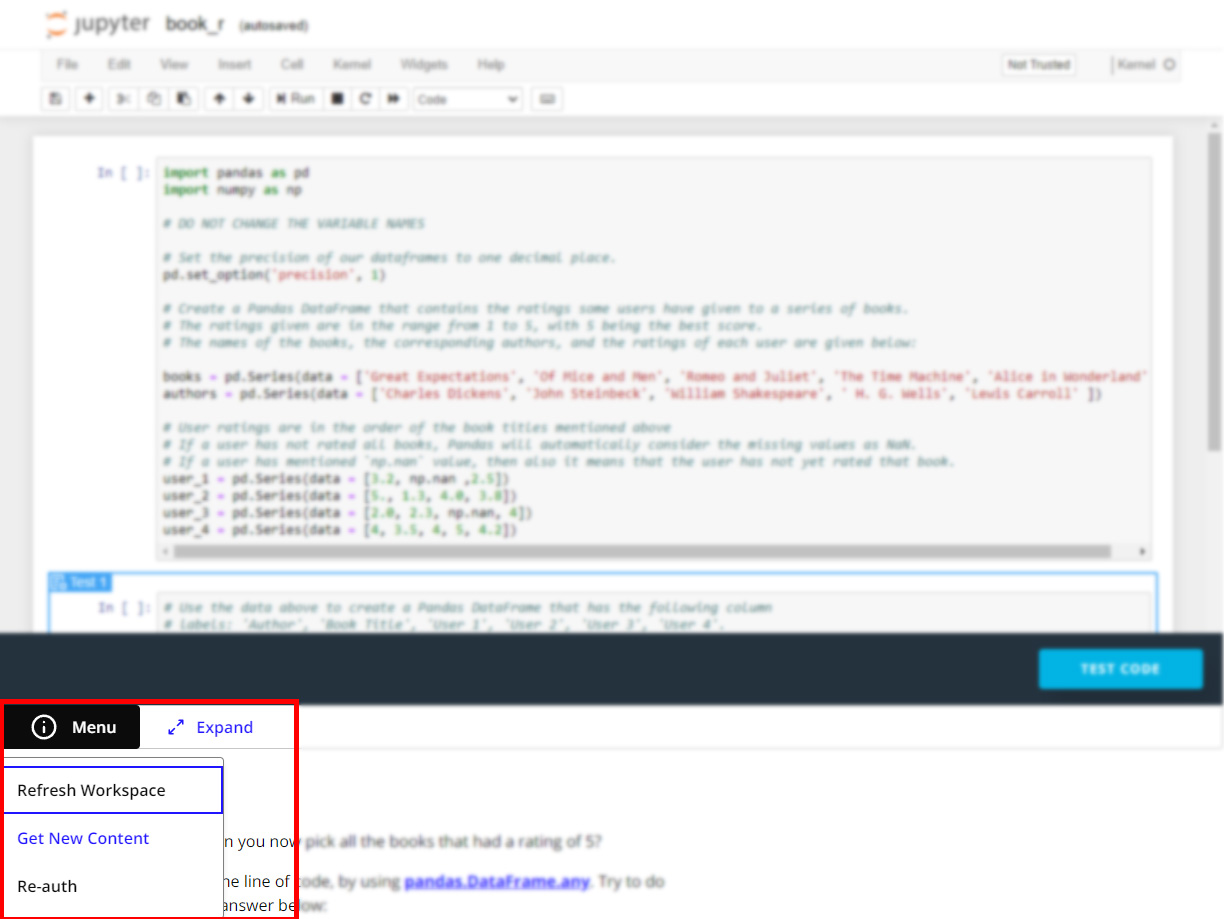 jupyter book_r (autosaved)
File Edit View Insert Cell Kernel Widgets Help Not Trusted Kernel
Run Code
In [ ]: import pandas as pd
import numpy as np
# DO NOT CHANGE THE VARIABLE NAMES
# Set the precision of our dataframes to one decimal place.
pd.set_option('precision', 1)
# Create a Pandas DataFrame that contains the ratings some users have given to a series of books.
# The ratings given are in the range from 1 to 5, with 5 being the best score.
# The names of the books, the corresponding authors, and the ratings of each user are given below:
books = pd.Series(data = ['Great Expectations', 'Of Mice and Men', 'Romeo and Juliet', 'The Time Machine', 'Alice in Wonderland'
authors = pd.Series(data = ['Charles Dickens', 'John Steinbeck', 'William Shakespeare', ' H. G. Wells', 'Lewis Carroll' ])
# User ratings are in the order of the book titles mentioned above
# If a user has not rated all books, Pandas will automatically consider the missing values as NaN.
# If a user has mentioned `np.nan` value, then also it means that the user has not yet rated that book.
user_1 = pd.Series(data = [3.2, np.nan ,2.5])
user_2 = pd.Series(data = [5., 1.3, 4.0, 3.8])
user_3 = pd.Series(data = [2.0, 2.3, np.nan, 4])
user_4 = pd.Series(data = [4, 3.5, 4, 5, 4.2])
Test 1
In [ ]: # Use the data above to create a Pandas DataFrame that has the following column
# labels: 'Author', 'Book Title', 'User 1', 'User 2', 'User 3', 'User 4'.
TEST CODE
Menu Expand
Refresh Workspace
Get New Content
n you now pick all the books that had a rating of 5?
Re-auth
ne line of code, by using pandas.DataFrame.any. Try to do
answer below: